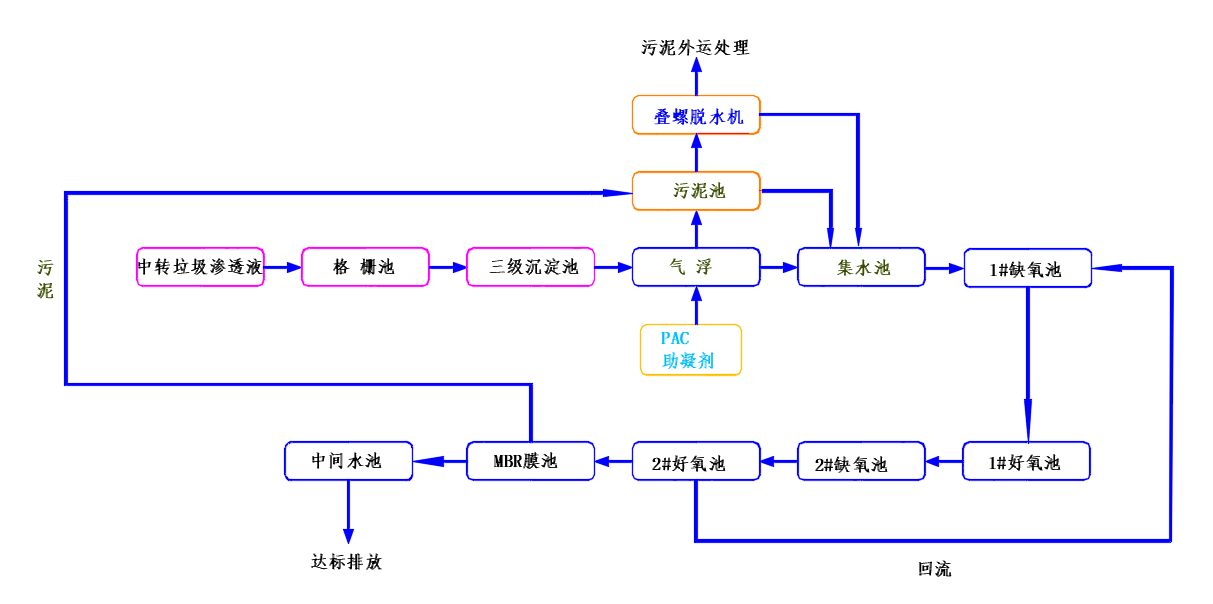 污泥外运处理
叠螺脱水机
污泥池
污
泥
中转垃圾渗透液
格 栅池
三级沉淀池
气 浮
集水池
1#缺氧池
PAC
助凝剂
中间水池
MBR膜池
2#好氧池
2#缺氧池
1#好氧池
达标排放
回流